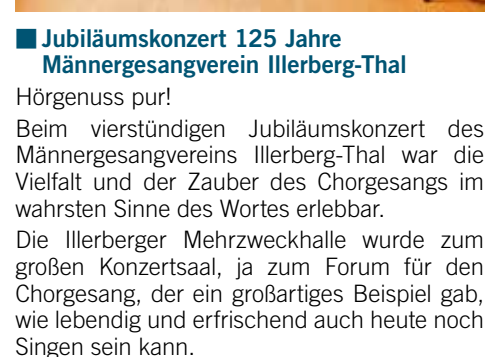 Jubiläumskonzert 125 Jahre
Männergesangverein Illerberg-Thal
Hörgenuss pur!
Beim vierstündigen Jubiläumskonzert des
Männergesangvereins Illerberg-Thal war die
Vielfalt und der Zauber des Chorgesangs im
wahrsten Sinne des Wortes erlebbar.
Die Illerberger Mehrzweckhalle wurde zum
großen Konzertsaal, ja zum Forum für den
Chorgesang, der ein großartiges Beispiel gab,
wie lebendig und erfrischend auch heute noch
Singen sein kann.